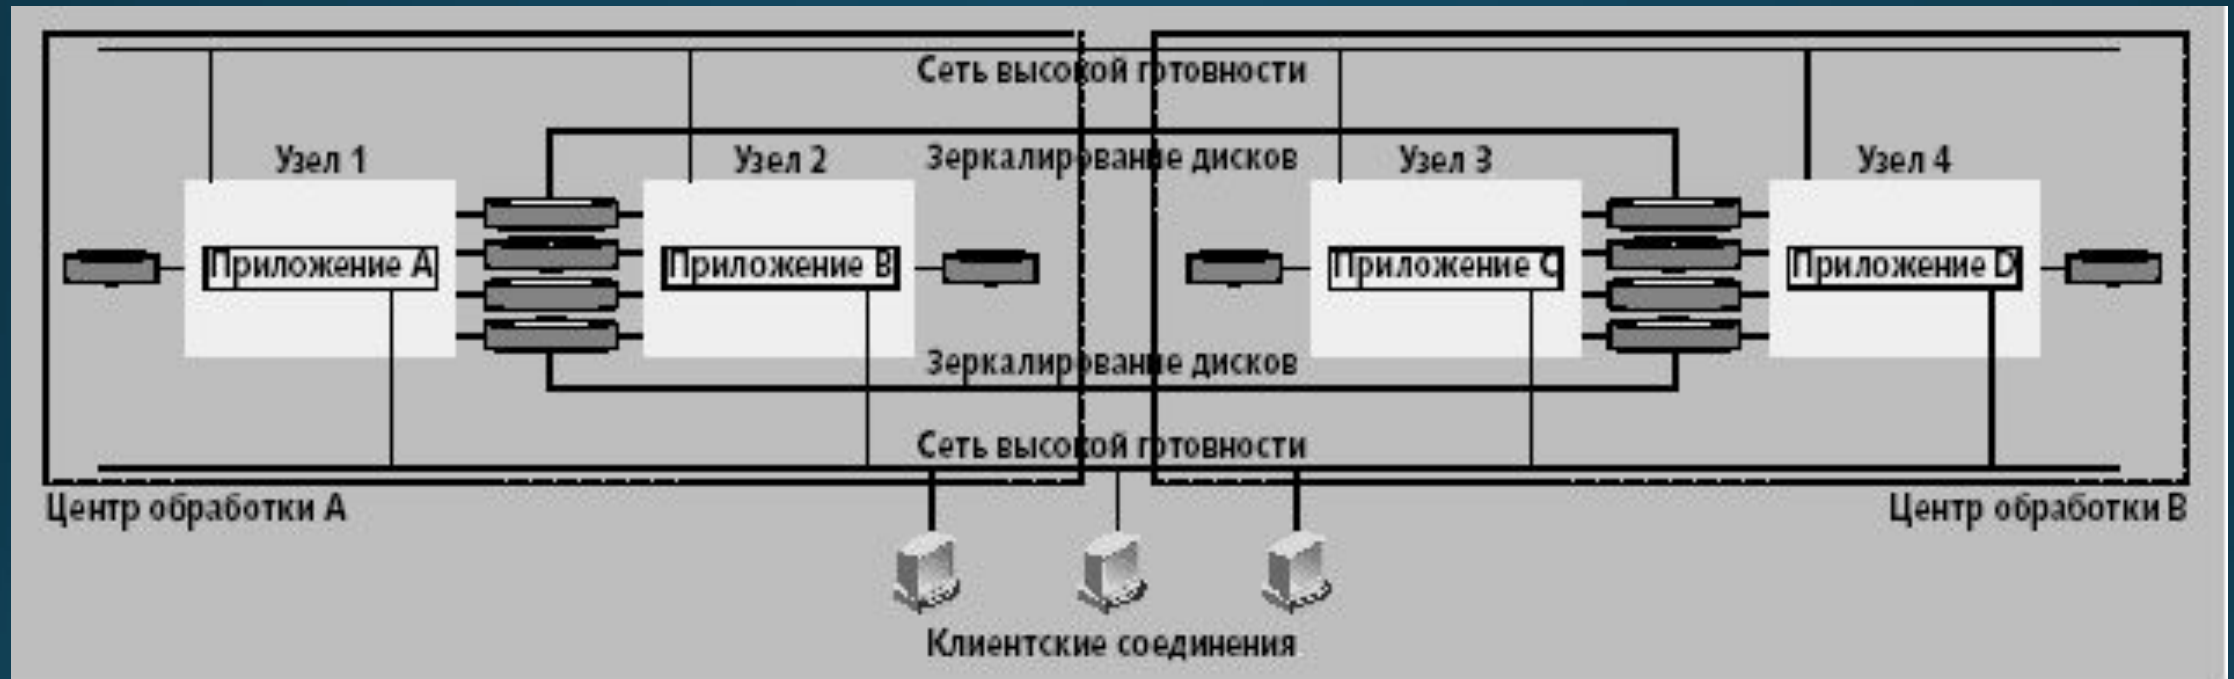 Сеть высокой готовности
Зеркалирование дисков
Узел 1
Узел 2
Узел 3
Узел 4
Приложение A
Приложение B
Приложение C
Приложение D
Зеркалирование дисков
Сеть высокой готовности
Центр обработки A
Центр обработки B
Клиентские соединения